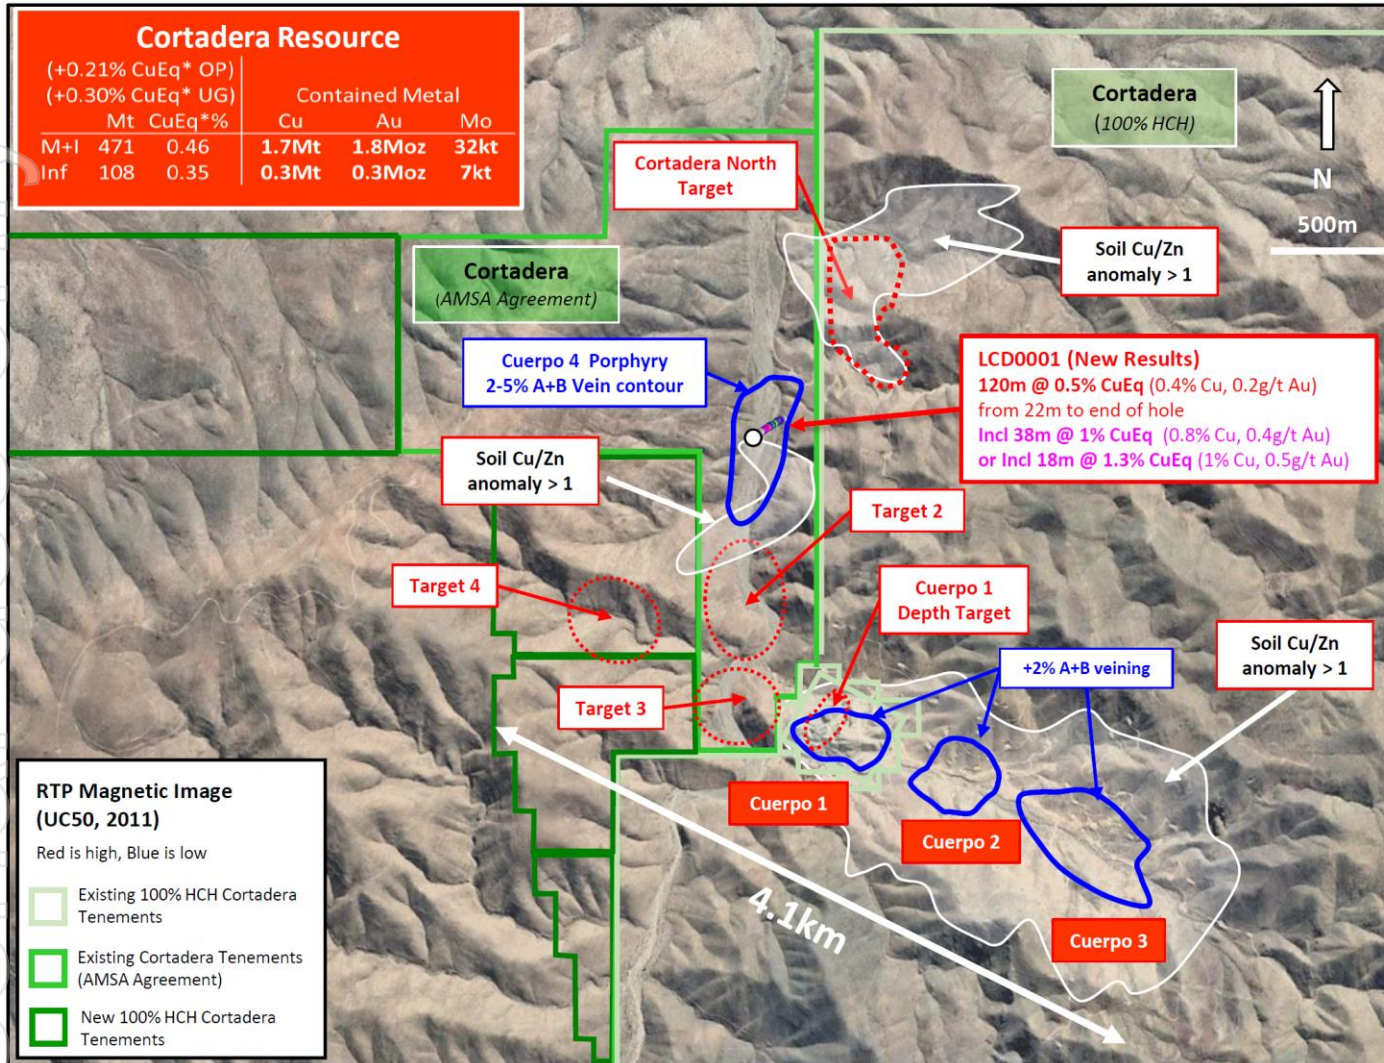 Cortadera Resource
(+0.21% CuEq* OP)
(+0.30% CuEq* UG) Contained Metal
Mt CuEq*% Cu Au Mo
M+I 471 0.46 1.7Mt 1.8Moz 32kt
Inf 108 0.35 0.3Mt 0.3Moz 7kt
Cortadera
(100% HCH)
N
500m
Cortadera North
Target
Soil Cu/Zn
anomaly > 1
Cortadera
(AMSA Agreement)
Cuerpo 4 Porphyry
2-5% A+B Vein contour
LCD0001 (New Results)
120m @ 0.5% CuEq (0.4% Cu, 0.2g/t Au)
from 22m to end of hole
Incl 38m @ 1% CuEq (0.8% Cu, 0.4g/t Au)
or Incl 18m @ 1.3% CuEq (1% Cu, 0.5g/t Au)
Soil Cu/Zn
anomaly > 1
Target 2
Target 4
Cuerpo 1
Depth Target
Soil Cu/Zn
anomaly > 1
+2% A+B veining
Target 3
Cuerpo 1
Cuerpo 2
Cuerpo 3
4.1km
RTP Magnetic Image
(UC50, 2011)
Red is high, Blue is low
Existing 100% HCH Cortadera
Tenements
Existing Cortadera Tenements
(AMSA Agreement)
New 100% HCH Cortadera
Tenements